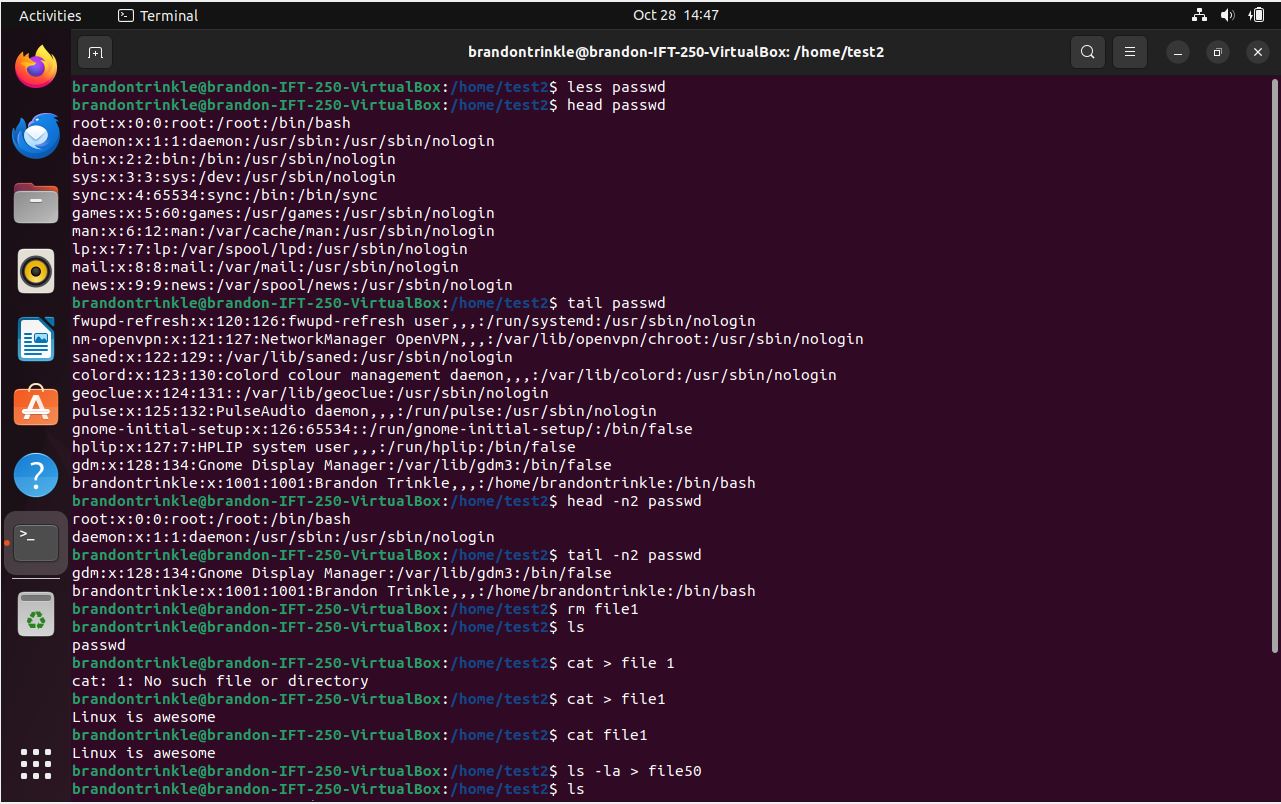 Activities
Terminal
Oct 28 14:47
brandontrinkle@brandon-IFT-250-VirtualBox: /home/test2
brandontrinkle@brandon-IFT-250-VirtualBox:/home/test2$ less passwd
brandontrinkle@brandon-IFT-250-VirtualBox:/home/test2$ head passwd
root:x:0:0:root:/root:/bin/bash
daemon:x:1:1:daemon:/usr/sbin:/usr/sbin/nologin
bin:x:2:2:bin:/bin:/usr/sbin/nologin
sys:x:3:3:sys:/dev:/usr/sbin/nologin
sync:x:4:65534:sync:/bin:/bin/sync
games:x:5:60:games:/usr/games:/usr/sbin/nologin
man:x:6:12:man:/var/cache/man:/usr/sbin/nologin
lp:x:7:7:lp:/var/spool/lpd:/usr/sbin/nologin
mail:x:8:8:mail:/var/mail:/usr/sbin/nologin
news:x:9:9:news:/var/spool/news:/usr/sbin/nologin
brandontrinkle@brandon-IFT-250-VirtualBox:/home/test2$ tail passwd
fwupd-refresh:x:120:126:fwupd-refresh user,,,:/run/systemd:/usr/sbin/nologin
nm-openvpn:x:121:127:NetworkManager OpenVPN,,,:/var/lib/openvpn/chroot:/usr/sbin/nologin
saned:x:122:129::/var/lib/saned:/usr/sbin/nologin
colord:x:123:130:colord colour management daemon,,,:/var/lib/colord:/usr/sbin/nologin
geoclue:x:124:131::/var/lib/geoclue:/usr/sbin/nologin
pulse:x:125:132:PulseAudio daemon,,,:/run/pulse:/usr/sbin/nologin
gnome-initial-setup:x:126:65534::/run/gnome-initial-setup/:/bin/false
hplip:x:127:7:HPLIP system user,,,:/run/hplip:/bin/false
gdm:x:128:134:Gnome Display Manager:/var/lib/gdm3:/bin/false
brandontrinkle:x:1001:1001:Brandon Trinkle,,,:/home/brandontrinkle:/bin/bash
brandontrinkle@brandon-IFT-250-VirtualBox:/home/test2$ head -n2 passwd
root:x:0:0:root:/root:/bin/bash
daemon:x:1:1:daemon:/usr/sbin:/usr/sbin/nologin
brandontrinkle@brandon-IFT-250-VirtualBox:/home/test2$ tail -n2 passwd
gdm:x:128:134:Gnome Display Manager:/var/lib/gdm3:/bin/false
brandontrinkle:x:1001:1001:Brandon Trinkle,,,:/home/brandontrinkle:/bin/bash
brandontrinkle@brandon-IFT-250-VirtualBox:/home/test2$ rm file1
brandontrinkle@brandon-IFT-250-VirtualBox:/home/test2$ ls
passwd
brandontrinkle@brandon-IFT-250-VirtualBox:/home/test2$ cat > file 1
cat: 1: No such file or directory
brandontrinkle@brandon-IFT-250-VirtualBox:/home/test2$ cat > file1
Linux is awesome
brandontrinkle@brandon-IFT-250-VirtualBox:/home/test2$ cat file1
Linux is awesome
brandontrinkle@brandon-IFT-250-VirtualBox:/home/test2$ ls -la > file50
brandontrinkle@brandon-IFT-250-VirtualBox:/home/test2$ ls